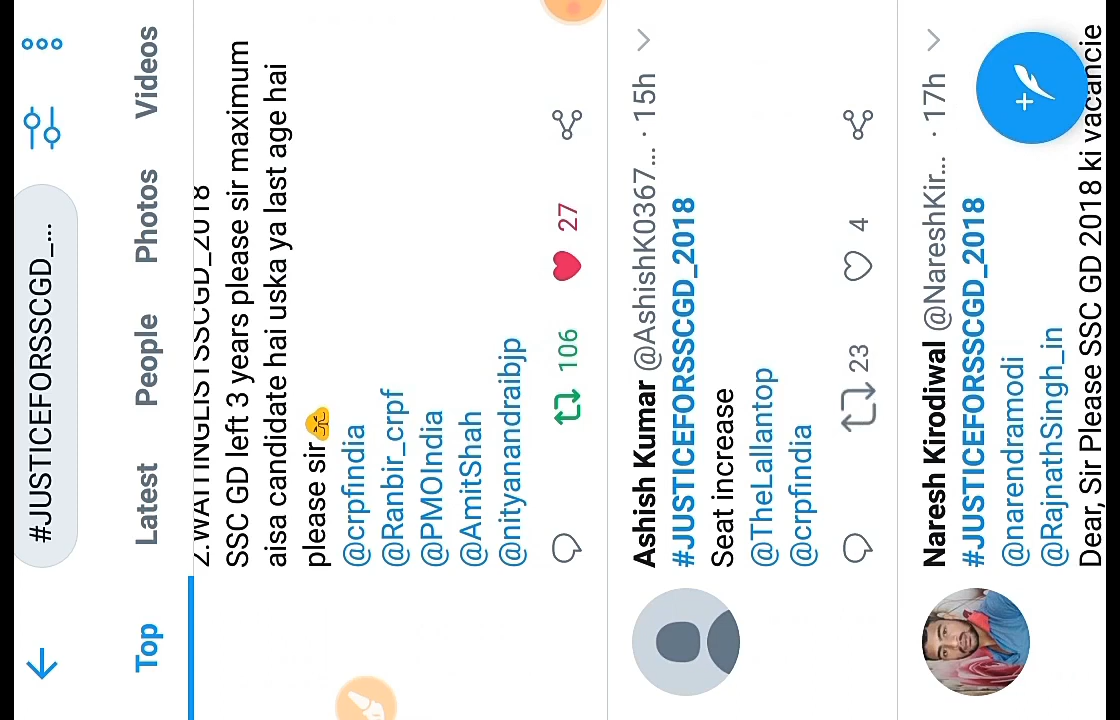 #JUSTICEFORSSCGD_...
Top Latest People Photos Videos
2.WAITINGLISTSSCGD_2018
SSC GD left 3 years please sir maximum
aisa candidate hai uska ya last age hai
please sir🙏
@crpfindia
@Ranbir_crpf
@PMOIndia
@AmitShah
@nityanandraibjp
106 27
Ashish Kumar @AshishK0367... · 15h
#JUSTICEFORSSCGD_2018
Seat increase
@TheLallantop
@crpfindia
23 4
Naresh Kirodiwal @NareshKir... · 17h
#JUSTICEFORSSCGD_2018
@narendramodi
@RajnathSingh_in
Dear, Sir Please SSC GD 2018 ki vacancie